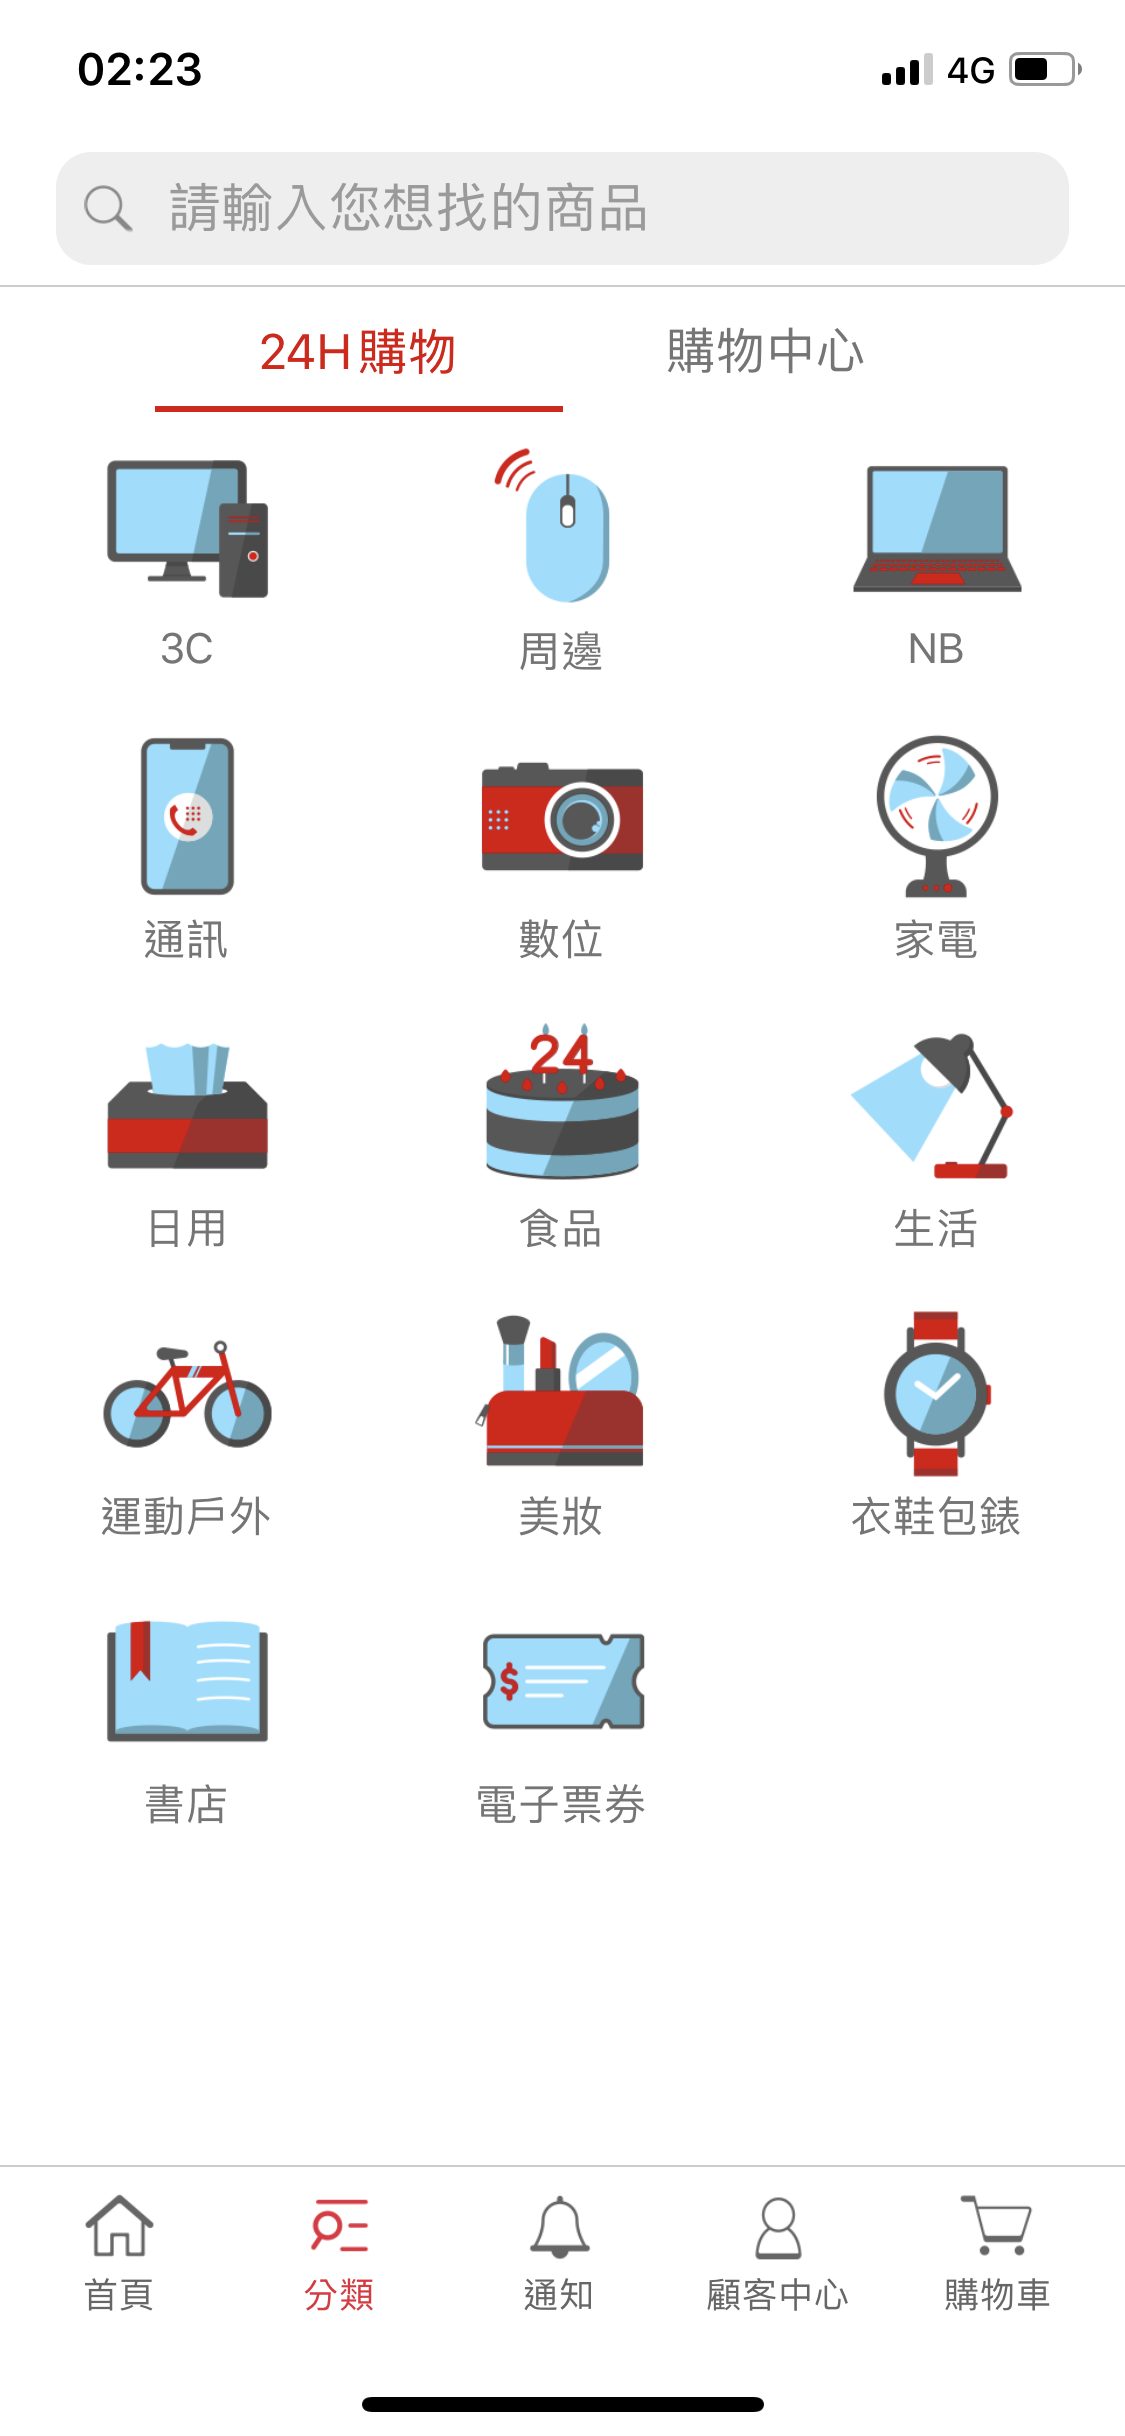 02:23
4G
請輸入您想找的商品
24H購物
購物中心
3C
周邊
NB
通訊
數位
家電
24
日用
食品
生活
運動戶外
美妝
衣鞋包錶
$
書店
電子票券
首頁
分類
通知
顧客中心
購物車